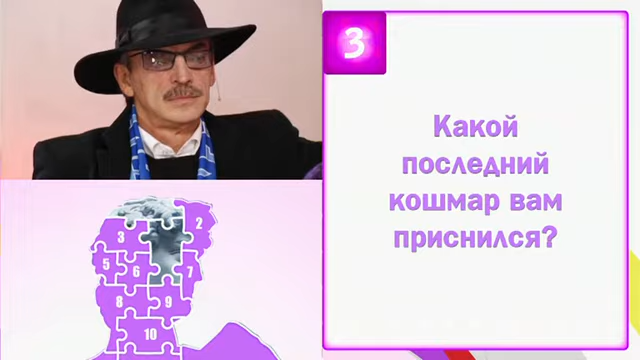 3
Какой
последний
кошмар вам
приснился?
2
3
5 6 7
8 9
10